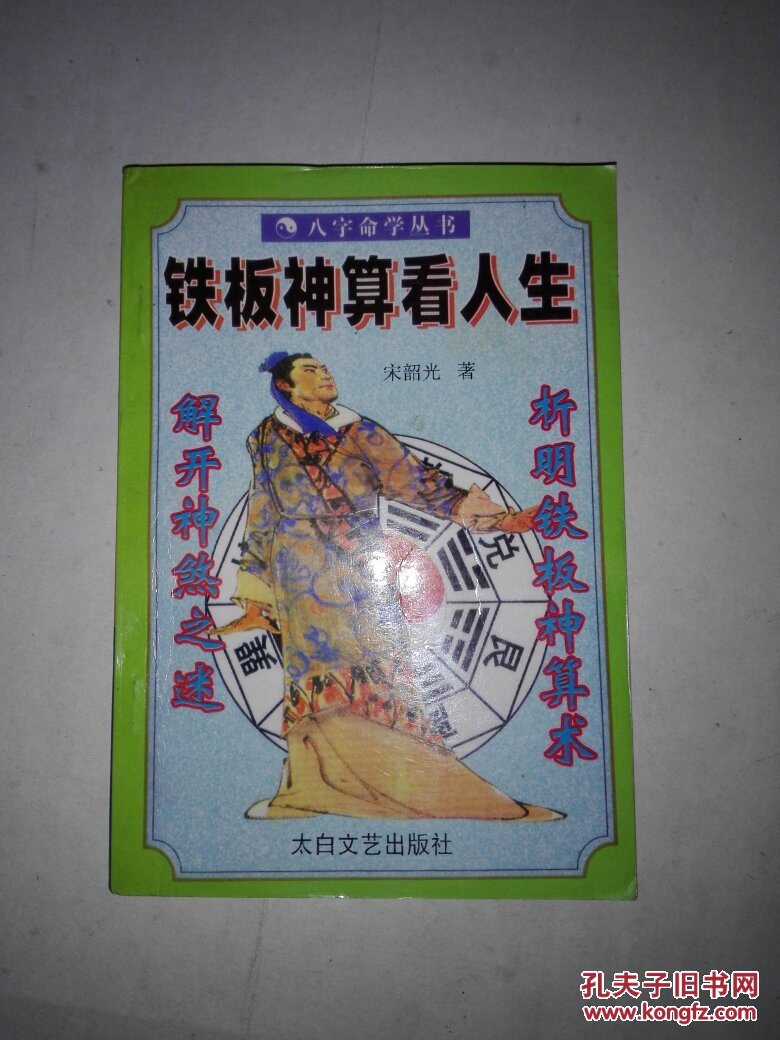 八字命学丛书
铁板神算看人生
宋韶光 著
析明铁板神算术
解开神煞之迷
兑
艮
太白文艺出版社
孔夫子旧书网
www.kongfz.com